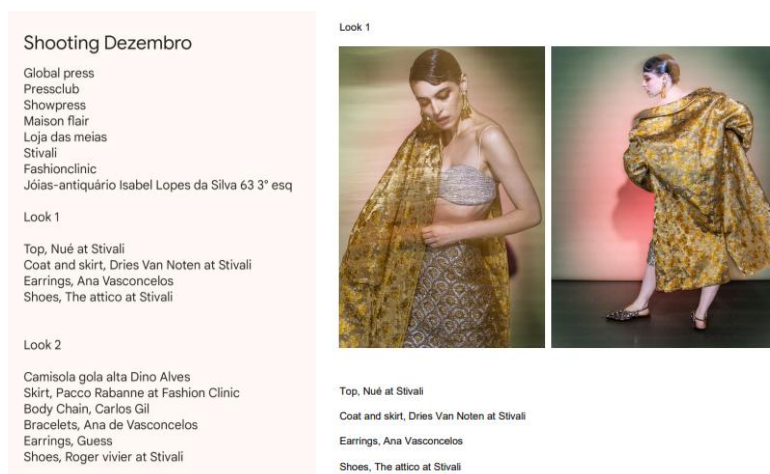 Shooting Dezembro
Global press
Pressclub
Showpress
Maison flair
Loja das meias
Stivali
Fashionclinic
Jóias-antiquário Isabel Lopes da Silva 63 3° esq
Look 1
Top, Nué at Stivali
Coat and skirt, Dries Van Noten at Stivali
Earrings, Ana Vasconcelos
Shoes, The attico at Stivali
Look 2
Camisola gola alta Dino Alves
Skirt, Pacco Rabanne at Fashion Clinic
Body Chain, Carlos Gil
Bracelets, Ana de Vasconcelos
Earrings, Guess
Shoes, Roger vivier at Stivali
Look 1
Top, Nué at Stivali
Coat and skirt, Dries Van Noten at Stivali
Earrings, Ana Vasconcelos
Shoes, The attico at Stivali